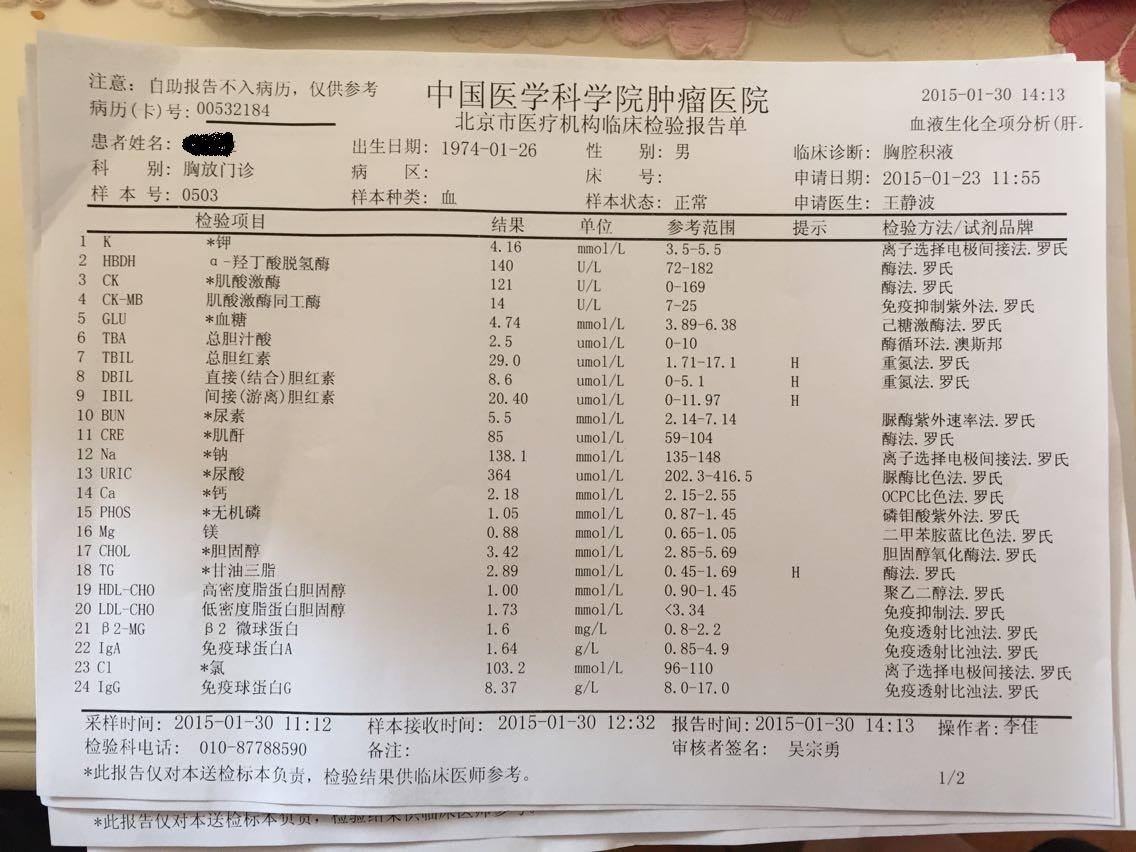 注意: 自助报告不入病历, 仅供参考
中国医学科学院肿瘤医院
2015-01-30 14:13
病历(卡)号: 00532184
北京市医疗机构临床检验报告单
血液生化全项分析(肝
患者姓名:
出生日期: 1974-01-26
性 别: 男
临床诊断: 胸腔积液
科 别: 胸放门诊
病 区:
床 号:
申请日期: 2015-01-23 11:55
样 本 号: 0503
样本种类: 血
样本状态: 正常
申请医生: 王静波
检验项目 结果 单位 参考范围 提示 检验方法/试剂品牌
1 K *钾 4.16 mmol/L 3.5-5.5 离子选择电极间接法.罗氏
2 HBDH α-羟丁酸脱氢酶 140 U/L 72-182 酶法.罗氏
3 CK *肌酸激酶 121 U/L 0-169 酶法.罗氏
4 CK-MB 肌酸激酶同工酶 14 U/L 7-25 免疫抑制紫外法.罗氏
5 GLU *血糖 4.74 mmol/L 3.89-6.38 己糖激酶法.罗氏
6 TBA 总胆汁酸 2.5 umol/L 0-10 酶循环法.澳斯邦
7 TBIL 总胆红素 29.0 umol/L 1.71-17.1 H 重氮法.罗氏
8 DBIL 直接(结合)胆红素 8.6 umol/L 0-5.1 H 重氮法.罗氏
9 IBIL 间接(游离)胆红素 20.40 umol/L 0-11.97 H
10 BUN *尿素 5.5 mmol/L 2.14-7.14 脲酶紫外速率法.罗氏
11 CRE *肌酐 85 umol/L 59-104 酶法.罗氏
12 Na *钠 138.1 mmol/L 135-148 离子选择电极间接法.罗氏
13 URIC *尿酸 364 umol/L 202.3-416.5 脲酶比色法.罗氏
14 Ca *钙 2.18 mmol/L 2.15-2.55 OCPC比色法.罗氏
15 PHOS *无机磷 1.05 mmol/L 0.87-1.45 磷钼酸紫外法.罗氏
16 Mg 镁 0.88 mmol/L 0.65-1.05 二甲苯胺蓝比色法.罗氏
17 CHOL *胆固醇 3.42 mmol/L 2.85-5.69 胆固醇氧化酶法.罗氏
18 TG *甘油三脂 2.89 mmol/L 0.45-1.69 H 酶法.罗氏
19 HDL-CHO 高密度脂蛋白胆固醇 1.00 mmol/L 0.90-1.45 聚乙二醇法.罗氏
20 LDL-CHO 低密度脂蛋白胆固醇 1.73 mmol/L <3.34 免疫抑制法.罗氏
21 β2-MG β2 微球蛋白 1.6 mg/L 0.8-2.2 免疫透射比浊法.罗氏
22 IgA 免疫球蛋白A 1.64 g/L 0.85-4.9 免疫透射比浊法.罗氏
23 Cl *氯 103.2 mmol/L 96-110 离子选择电极间接法.罗氏
24 IgG 免疫球蛋白G 8.37 g/L 8.0-17.0 免疫透射比浊法.罗氏
采样时间: 2015-01-30 11:12 样本接收时间: 2015-01-30 12:32 报告时间: 2015-01-30 14:13 操作者: 李佳
检验科电话: 010-87788590 备注: 审核者签名: 吴宗勇
*此报告仅对本送检标本负责, 检验结果供临床医师参考。
1/2
*此报告仅对本送检标本负责, 检验结果供临床医师参考.